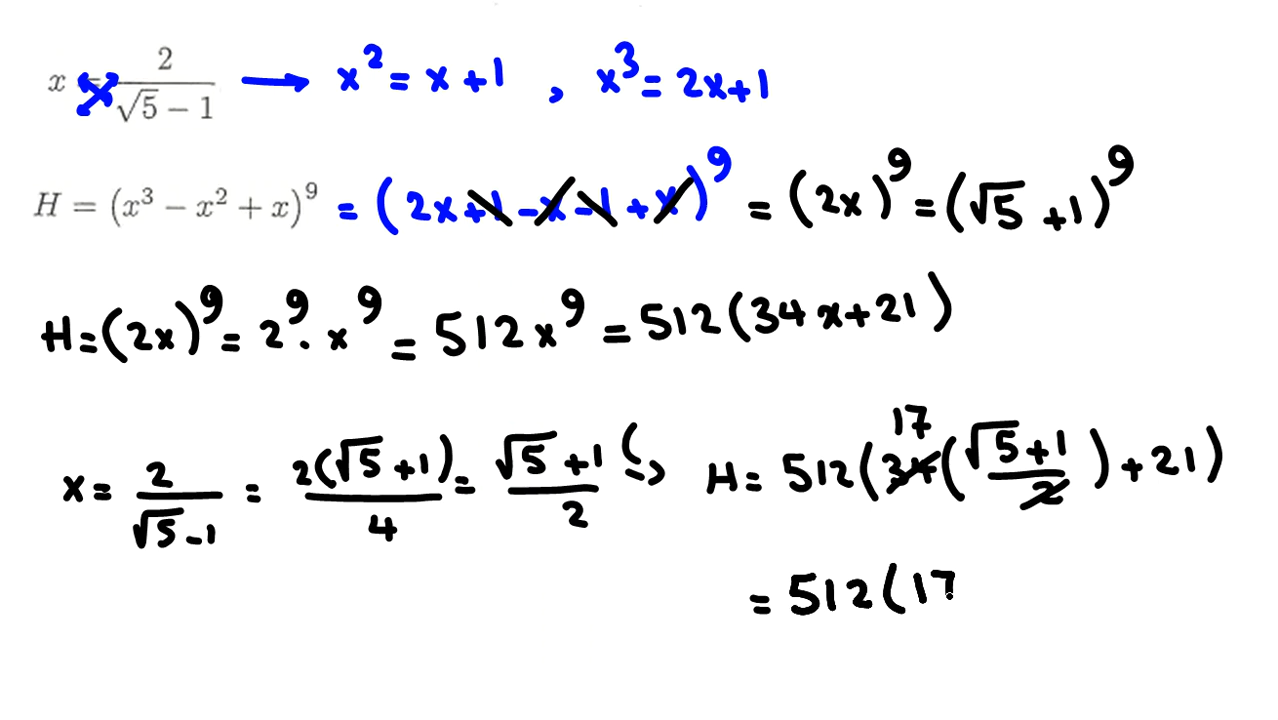 x = 2/(√5 − 1) → x² = x + 1 , x³ = 2x + 1
H = (x³ − x² + x)⁹ = (2x + 1 − x − 1 + x)⁹ = (2x)⁹ = (√5 + 1)⁹
H = (2x)⁹ = 2⁹ · x⁹ = 512x⁹ = 512(34x + 21)
x = 2/(√5 − 1) = 2(√5 + 1)/4 = (√5 + 1)/2 H = 512(34 17 ((√5 + 1)/2) + 21)
= 512(17